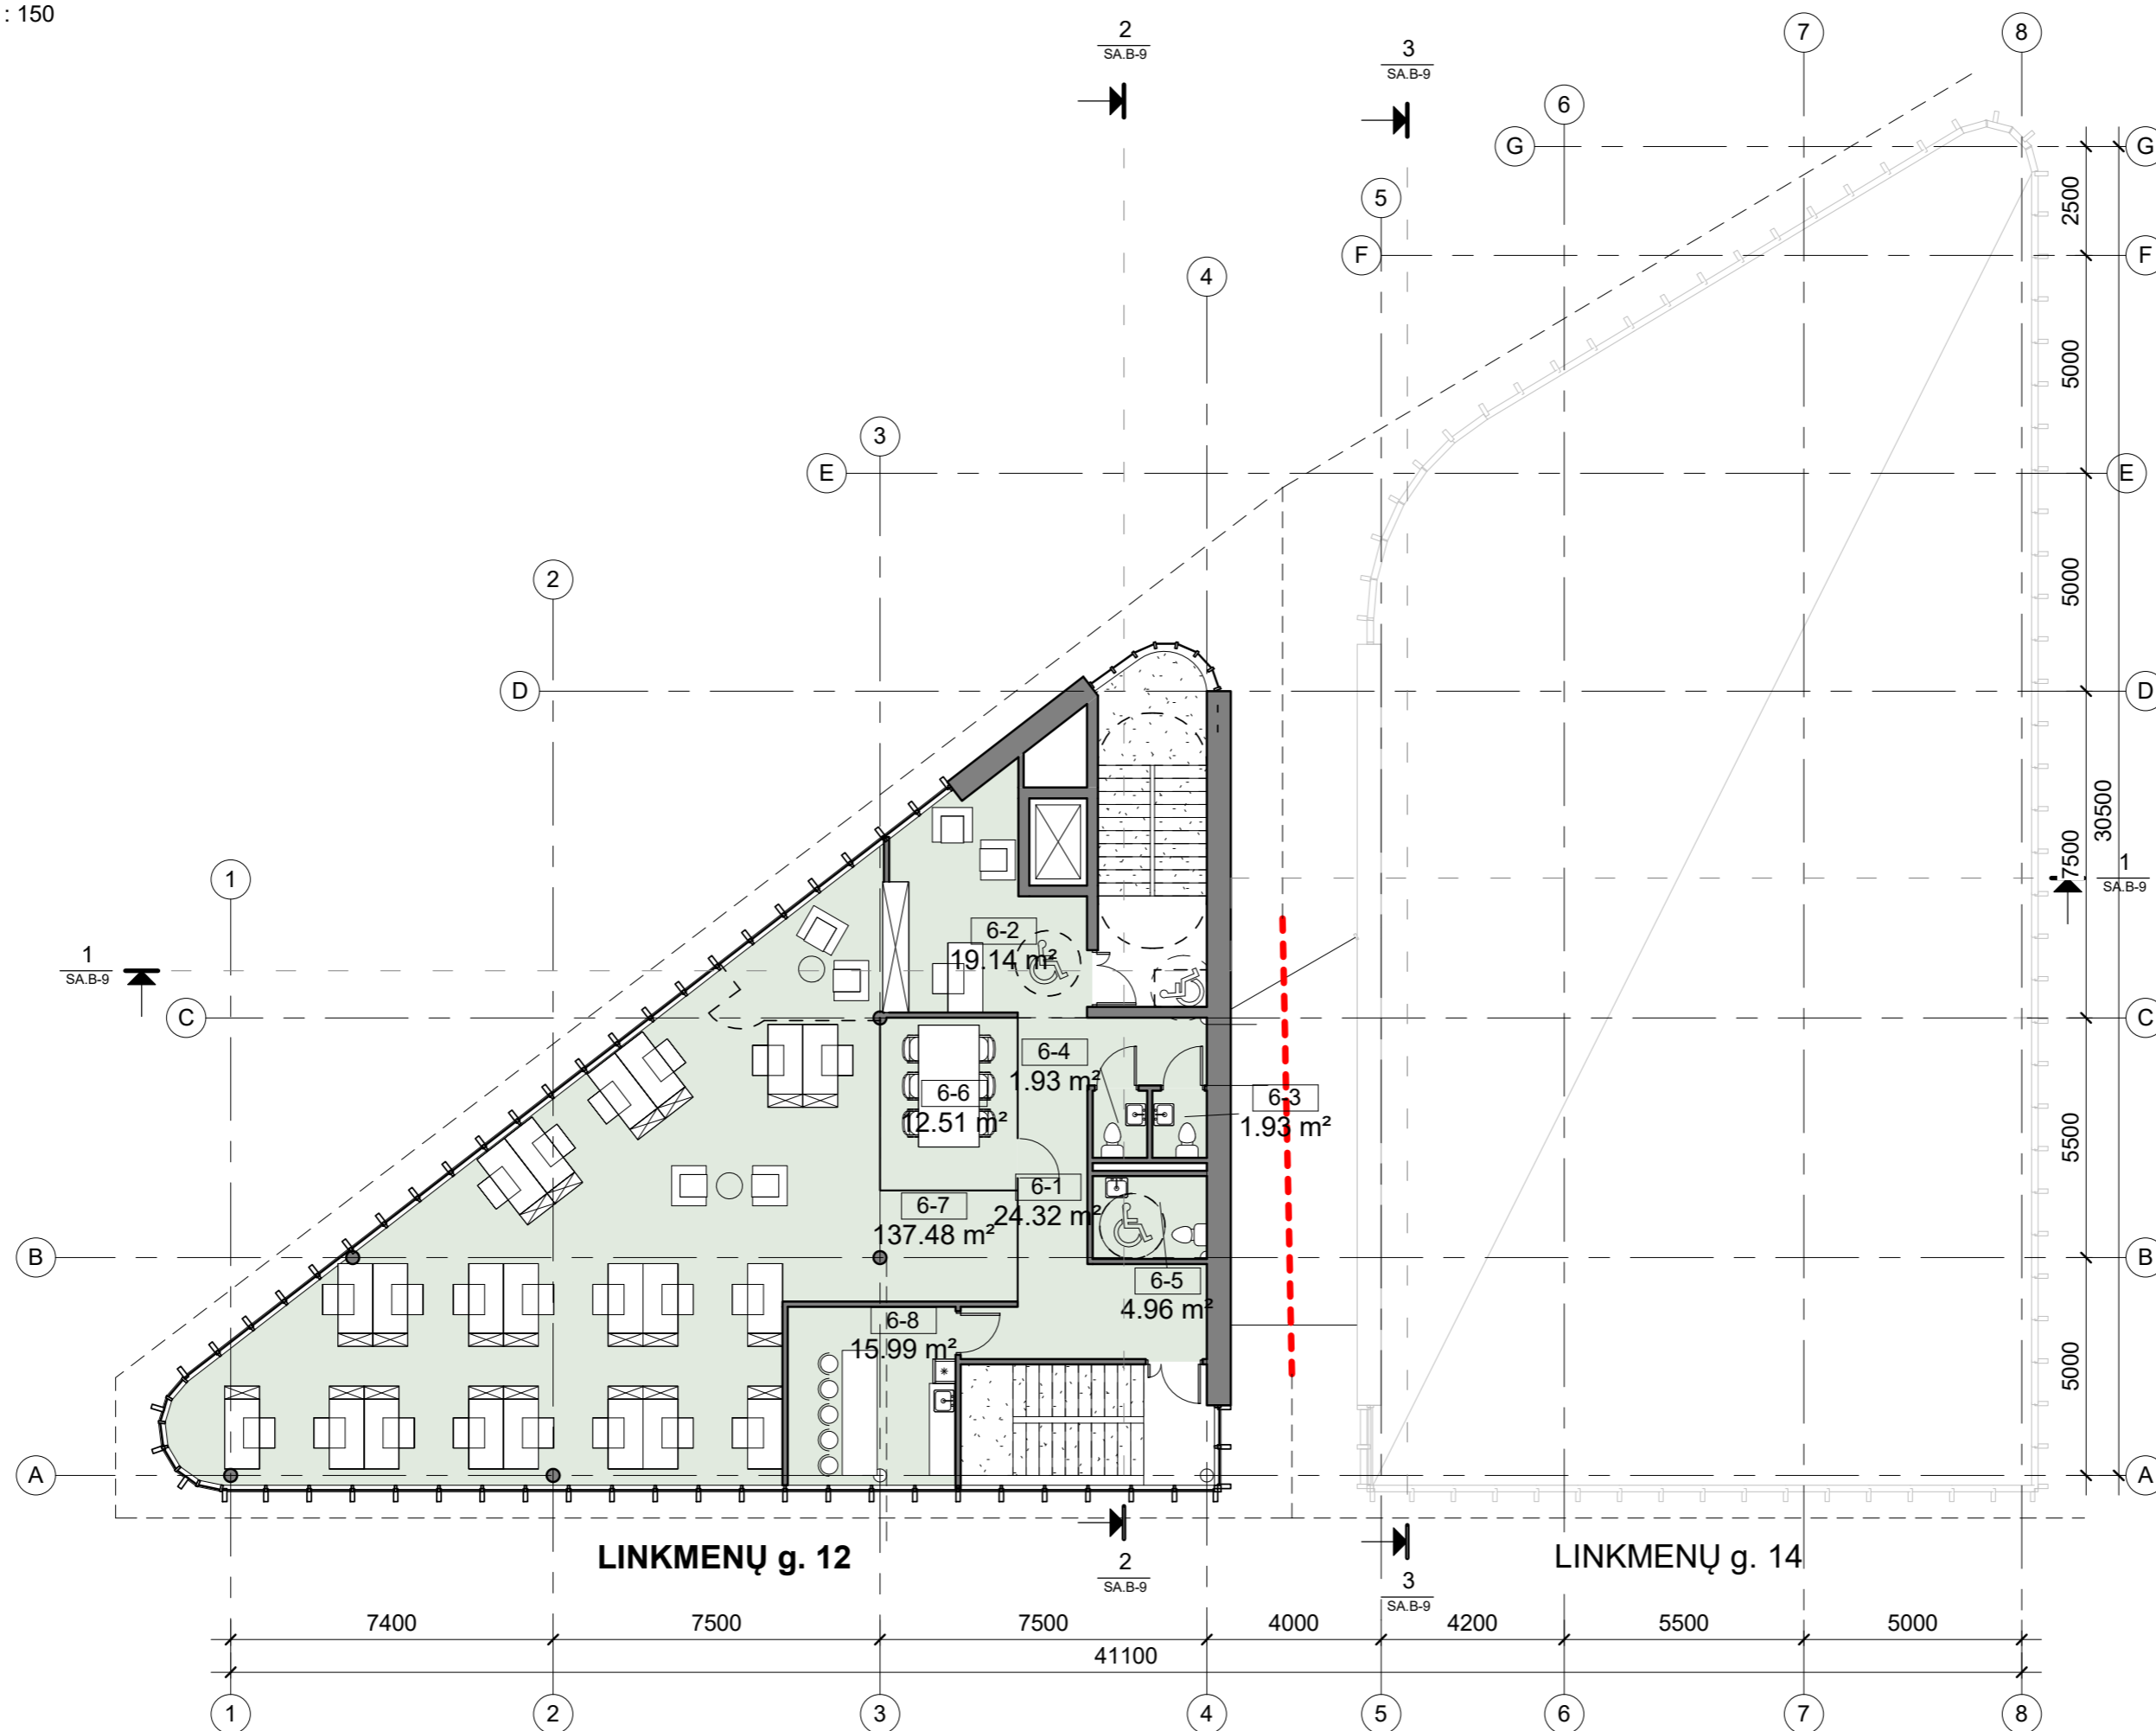 : 150
2
SA.B-9
3
SA.B-9
7
8
6
G
G
5
2500
F
F
4
5000
3
E
E
2
5000
D
D
30500
1
7500
1
SA.B-9
6-2
19.14 m²
1
SA.B-9
C
C
6-4
1.93 m²
6-6
12.51 m²
6-3
1.93 m²
5500
6-1
24.32 m²
6-7
137.48 m²
B
B
6-5
4.96 m²
6-8
15.99 m²
5000
A
A
LINKMENŲ g. 12
LINKMENŲ g. 14
2
SA.B-9
3
SA.B-9
7400
7500
7500
4000
4200
5500
5000
41100
1
2
3
4
5
6
7
8